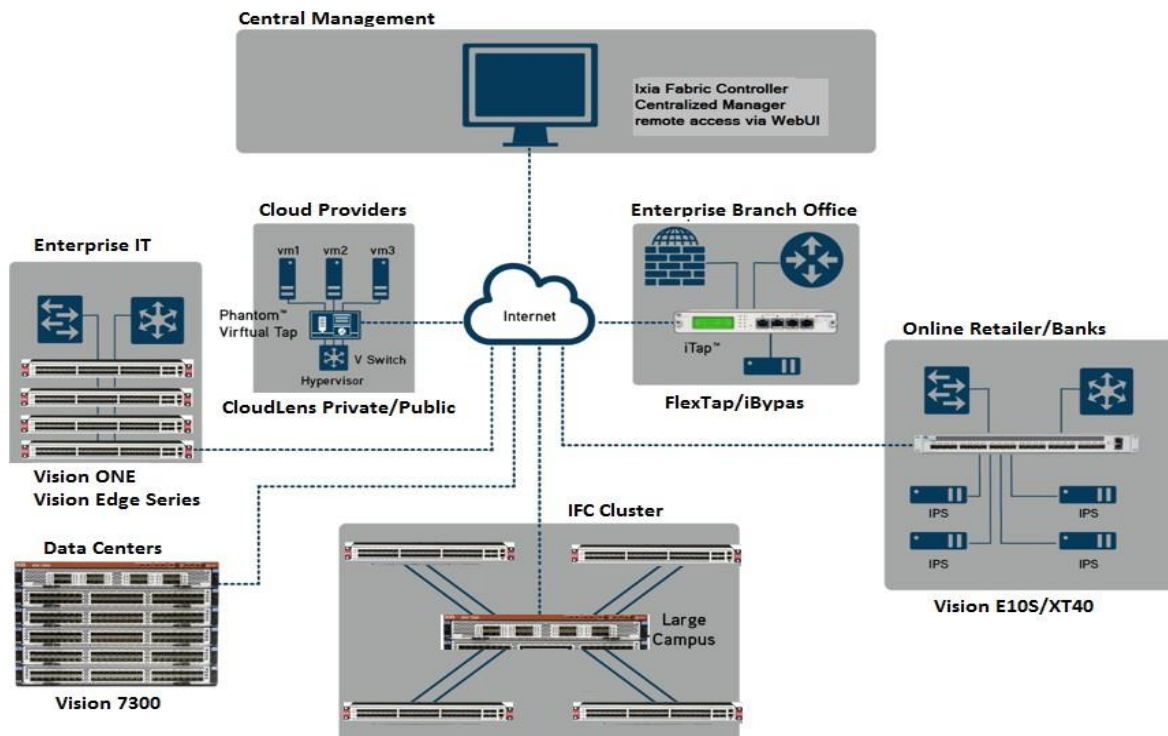 Central Management
Ixia Fabric Controller
Centralized Manager
remote access via WebUI
Cloud Providers
vm1 vm2 vm3
Phantom™
Virftual Tap
V Switch
Hypervisor
CloudLens Private/Public
Enterprise Branch Office
iTap™
FlexTap/iBypas
Enterprise IT
Vision ONE
Vision Edge Series
Internet
Online Retailer/Banks
IPS IPS
IPS IPS
Vision E10S/XT40
Data Centers
Vision 7300
IFC Cluster
Large
Campus